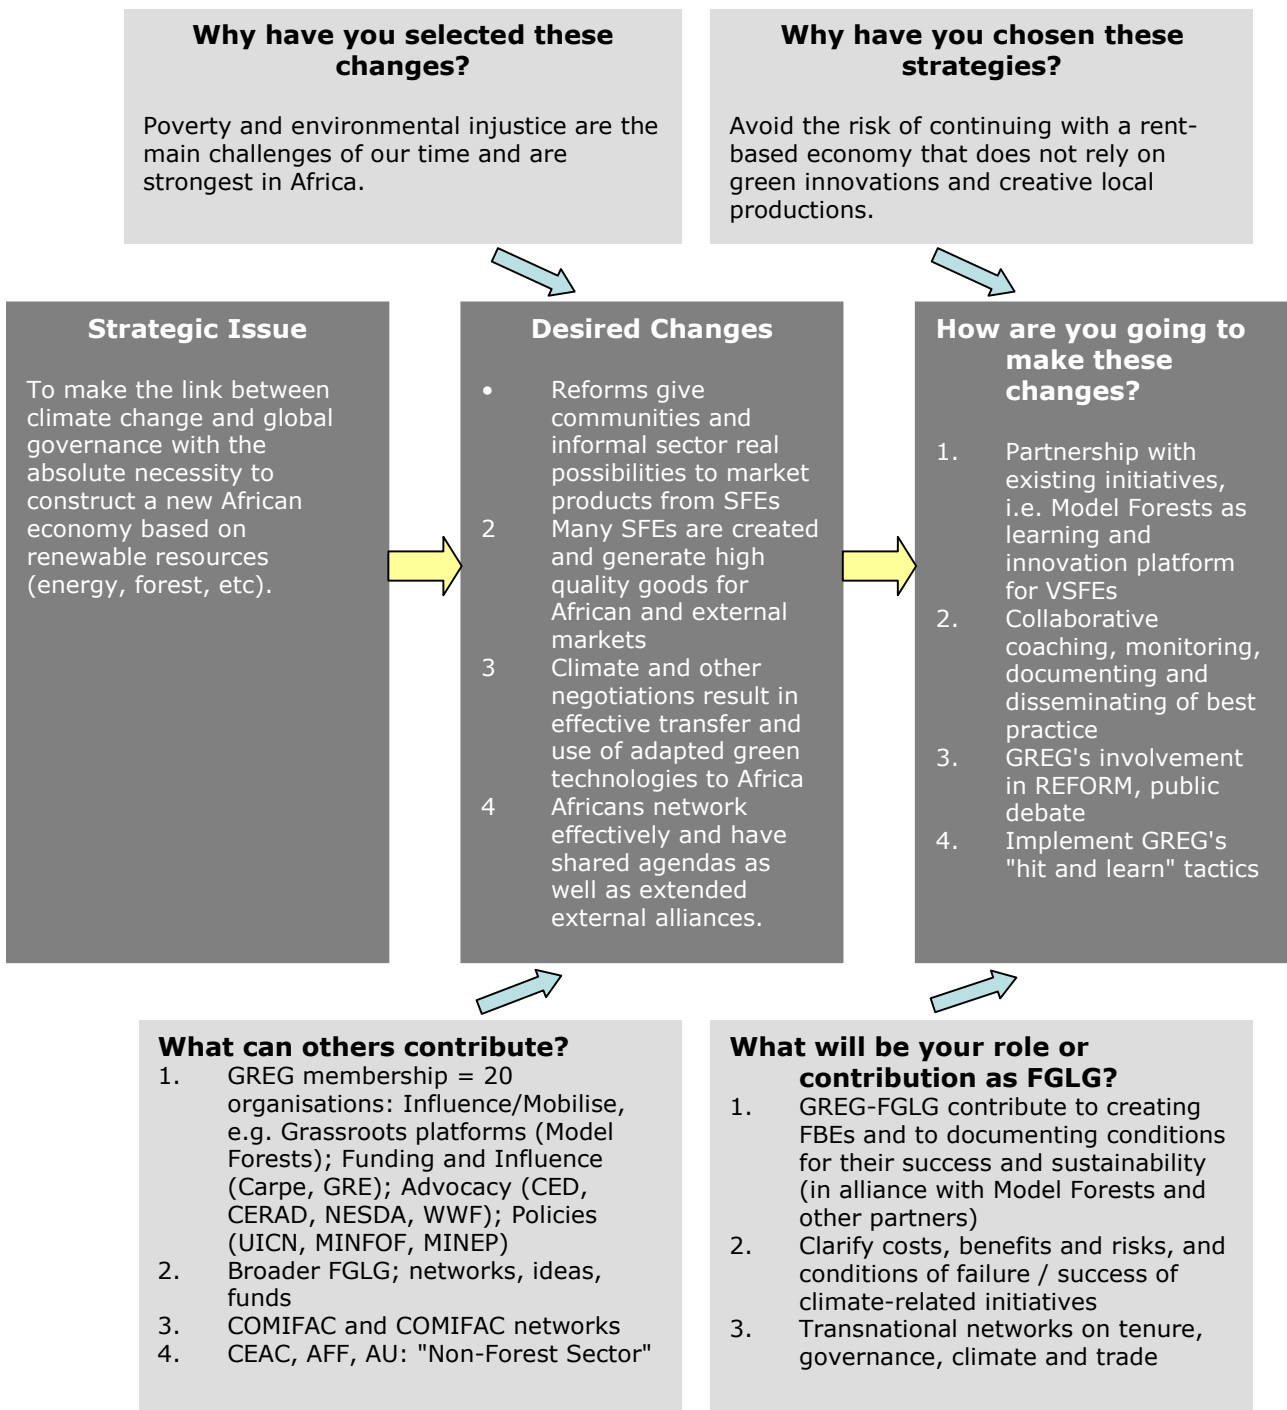 Why have you selected these
changes?
Poverty and environmental injustice are the
main challenges of our time and are
strongest in Africa.
Why have you chosen these
strategies?
Avoid the risk of continuing with a rent-
based economy that does not rely on
green innovations and creative local
productions.
Strategic Issue
To make the link between
climate change and global
governance with the
absolute necessity to
construct a new African
economy based on
renewable resources
(energy, forest, etc).
Desired Changes
• Reforms give
communities and
informal sector real
possibilities to market
products from SFEs
2 Many SFEs are created
and generate high
quality goods for
African and external
markets
3 Climate and other
negotiations result in
effective transfer and
use of adapted green
technologies to Africa
4 Africans network
effectively and have
shared agendas as
well as extended
external alliances.
How are you going to
make these
changes?
1. Partnership with
existing initiatives,
i.e. Model Forests as
learning and
innovation platform
for VSFEs
2. Collaborative
coaching, monitoring,
documenting and
disseminating of best
practice
3. GREG's involvement
in REFORM, public
debate
4. Implement GREG's
"hit and learn" tactics
What can others contribute?
1. GREG membership = 20
organisations: Influence/Mobilise,
e.g. Grassroots platforms (Model
Forests); Funding and Influence
(Carpe, GRE); Advocacy (CED,
CERAD, NESDA, WWF); Policies
(UICN, MINFOF, MINEP)
2. Broader FGLG; networks, ideas,
funds
3. COMIFAC and COMIFAC networks
4. CEAC, AFF, AU: "Non-Forest Sector"
What will be your role or
contribution as FGLG?
1. GREG-FGLG contribute to creating
FBEs and to documenting conditions
for their success and sustainability
(in alliance with Model Forests and
other partners)
2. Clarify costs, benefits and risks, and
conditions of failure / success of
climate-related initiatives
3. Transnational networks on tenure,
governance, climate and trade